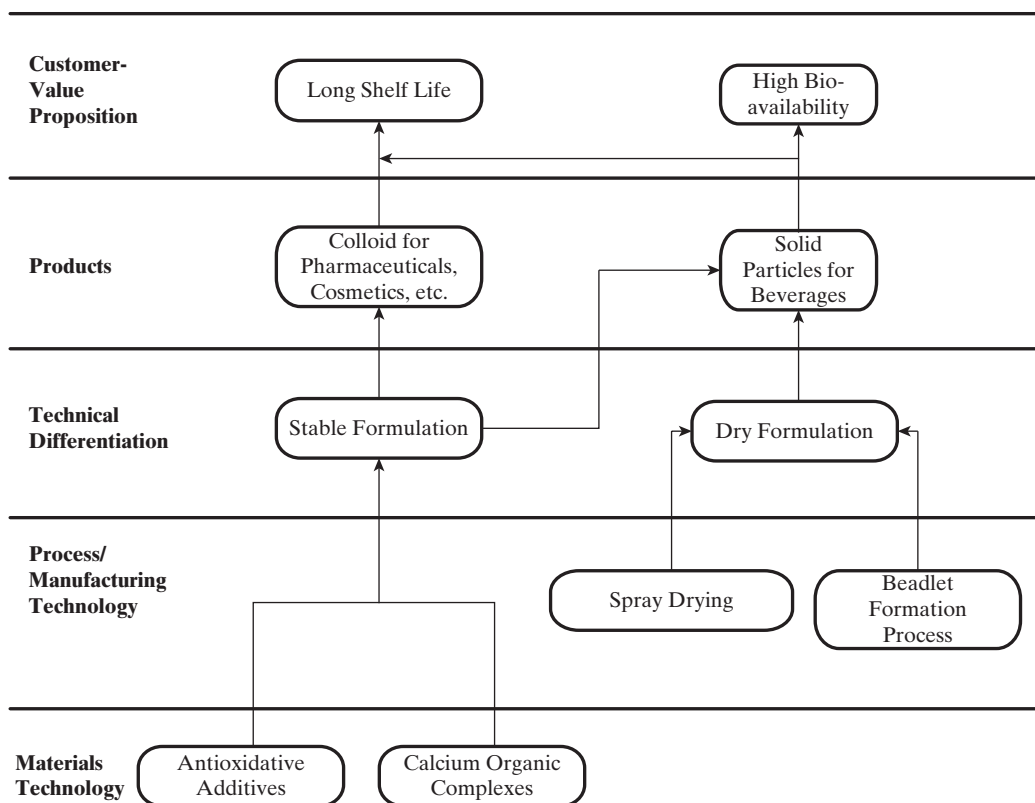 Customer-
Value
Proposition
Long Shelf Life
High Bio-
availability
Products
Colloid for
Pharmaceuticals,
Cosmetics, etc.
Solid
Particles for
Beverages
Technical
Differentiation
Stable Formulation
Dry Formulation
Process/
Manufacturing
Technology
Spray Drying
Beadlet
Formation
Process
Materials
Technology
Antioxidative
Additives
Calcium Organic
Complexes